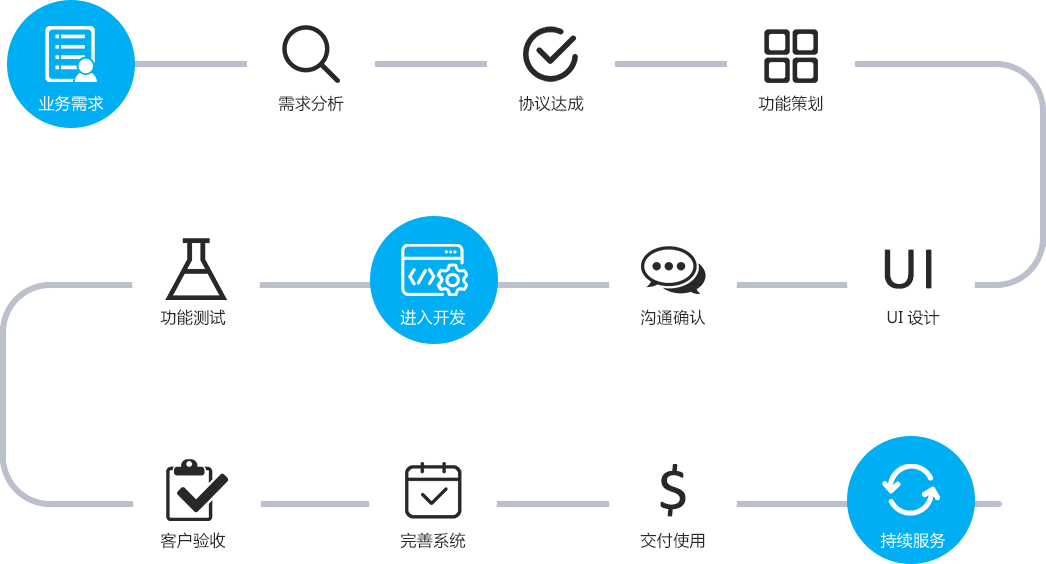 业务需求
需求分析
协议达成
功能策划
功能测试
进入开发
沟通确认
UI
UI 设计
客户验收
完善系统
$
交付使用
持续服务